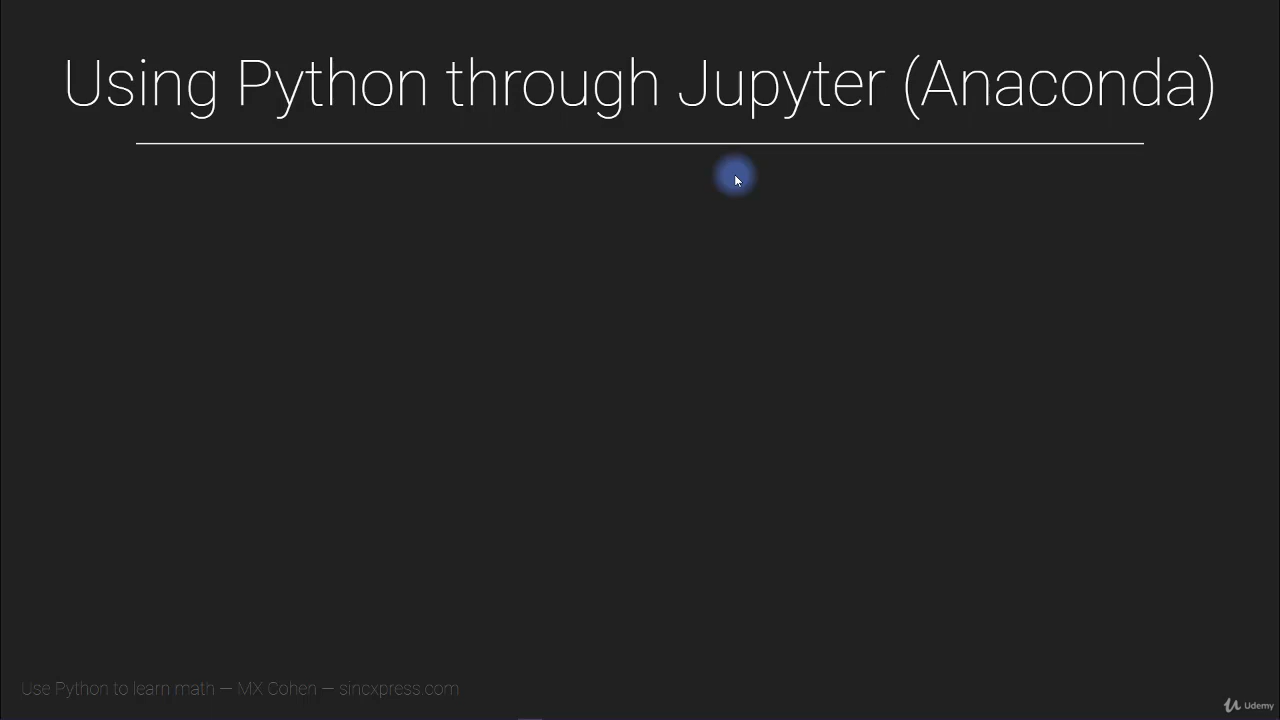 Using Python through Jupyter (Anaconda)
Use Python to learn math — MX Cohen — sincxpress.com
Udemy